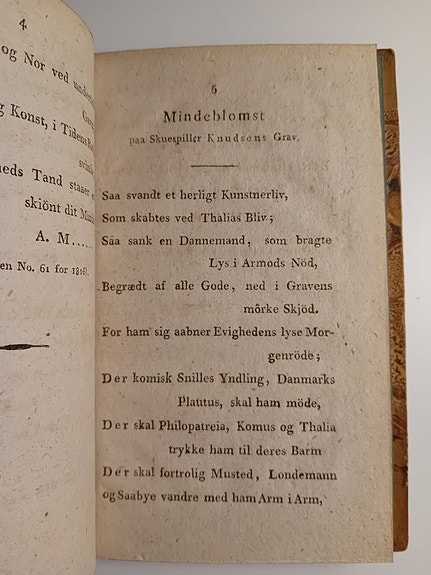 4
og Nor ved
g Konst, i Tidens
eds Tand staaer
skiönt dit
A. M......
en No. 61 for 1816.
5
Mindeblomst
paa Skuespiller Knudsens Grav.
Saa svandt et herligt Kunstnerliv,
Som skabtes ved Thalias Bliv;
Saa sank en Dannemand, som bragte
Lys i Armods Nöd,
Begrædt af alle Gode, ned i Gravens
mörke Skjöd.
For ham sig aabner Evighedens lyse Mor-
genröde;
Der komisk Snilles Yndling, Danmarks
Plautus, skal ham möde,
Der skal Philopatreia, Komus og Thalia
trykke ham til deres Barm
Der skal fortrolig Musted, Londemann
og Saabye vandre med ham Arm i Arm,